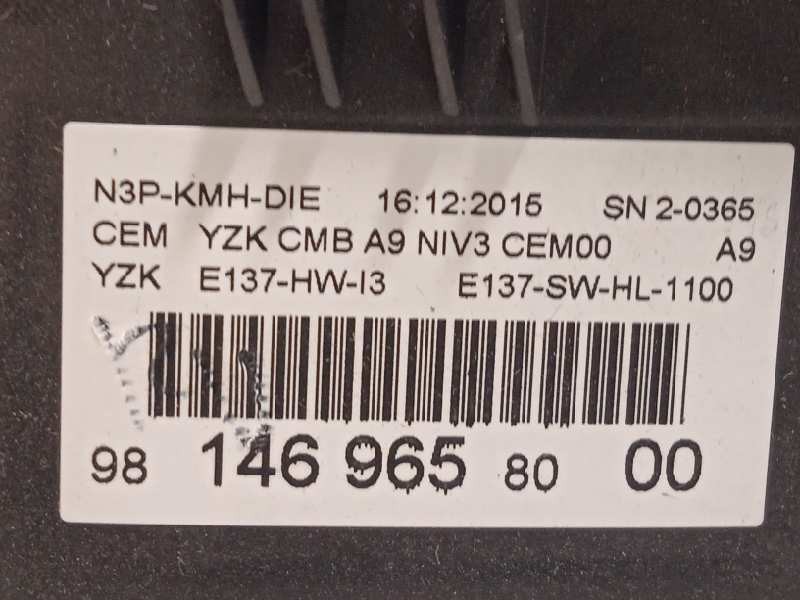 N3P-KMH-DIE 16:12:2015 SN 2-0365
CEM YZK CMB A9 NIV3 CEM00 A9
YZK E137-HW-I3 E137-SW-HL-1100
98 146 965 80 00